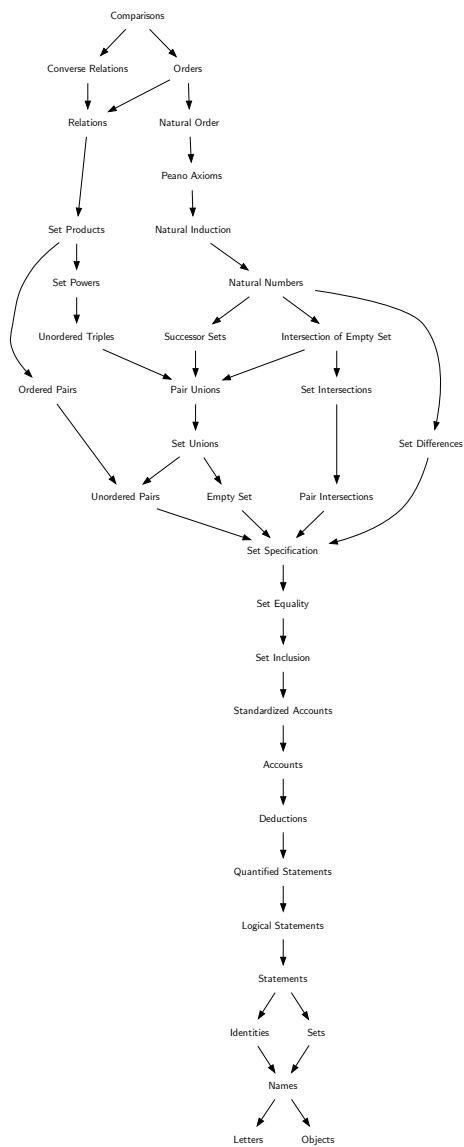 Comparisons
Converse Relations
Orders
Relations
Natural Order
Peano Axioms
Set Products
Natural Induction
Set Powers
Natural Numbers
Unordered Triples
Successor Sets
Intersection of Empty Set
Ordered Pairs
Pair Unions
Set Intersections
Set Unions
Set Differences
Unordered Pairs
Empty Set
Pair Intersections
Set Specification
Set Equality
Set Inclusion
Standardized Accounts
Accounts
Deductions
Quantified Statements
Logical Statements
Statements
Identities
Sets
Names
Letters
Objects